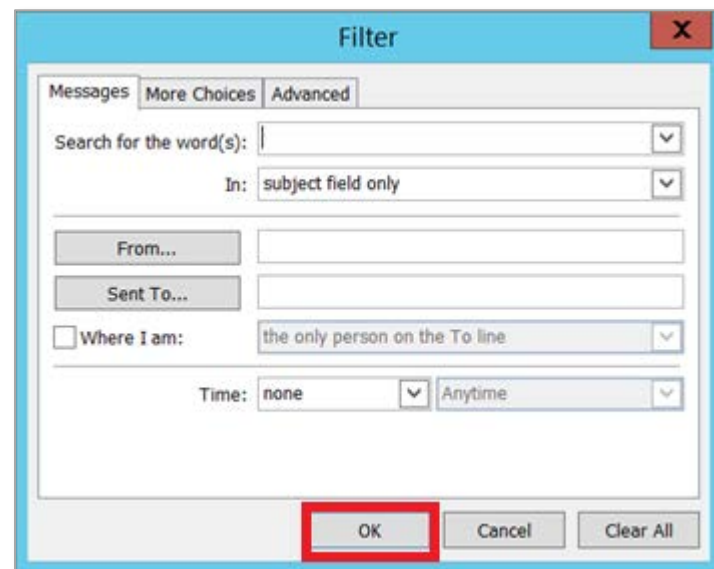 Filter
X
Messages More Choices Advanced
Search for the word(s):
In: subject field only
From...
Sent To...
Where I am: the only person on the To line
Time: none Anytime
OK Cancel Clear All